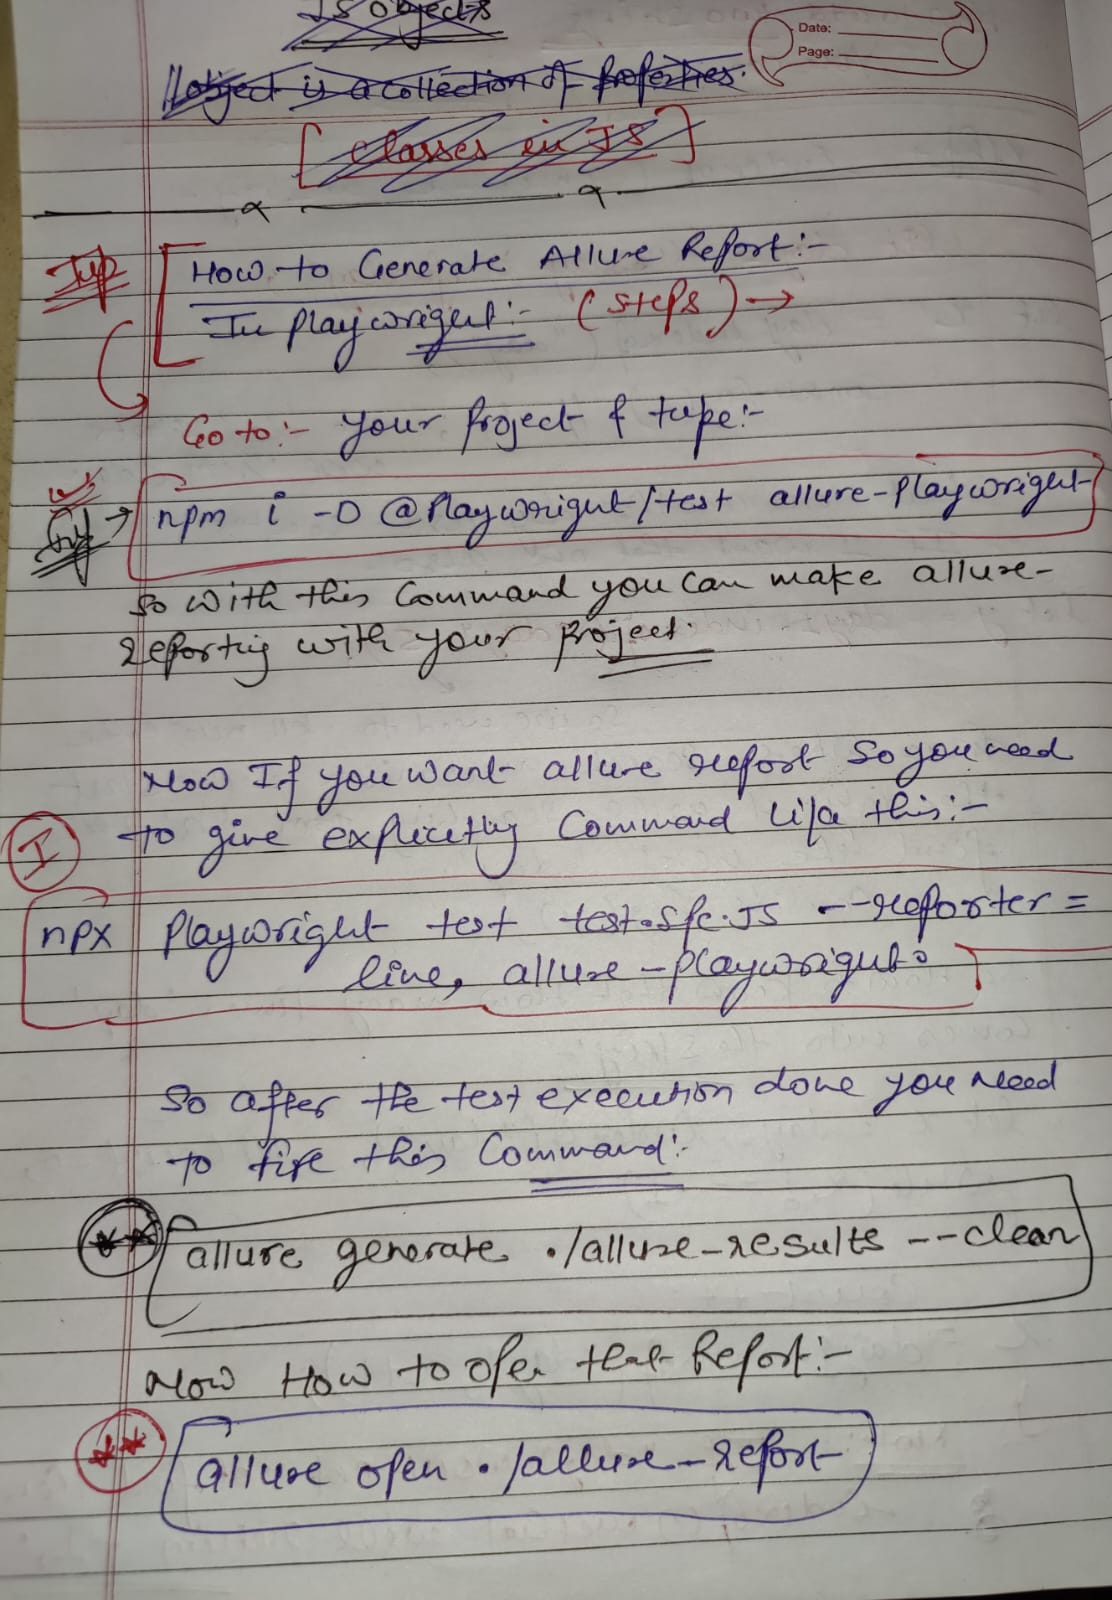 JS Objects
Date:
Page:
// object is a collection of properties.
[ Classes in JS ]
Imp
How to Generate Allure Report:-
In Playwright:- (Steps) →
Go to:- your project & type:-
npm i -D @Playwright/test allure-playwright
So with this Command you can make allure-
reporting with your project.
Now If you want allure report So you need
to give explicitly Command like this:-
I
npx Playwright test test.spc.JS --reporter=
line, allure-playwright
So after the test execution done you need
to fire this Command:-
** allure generate ./allure-results --clean
Now How to open that Report:-
** allure open ./allure-report